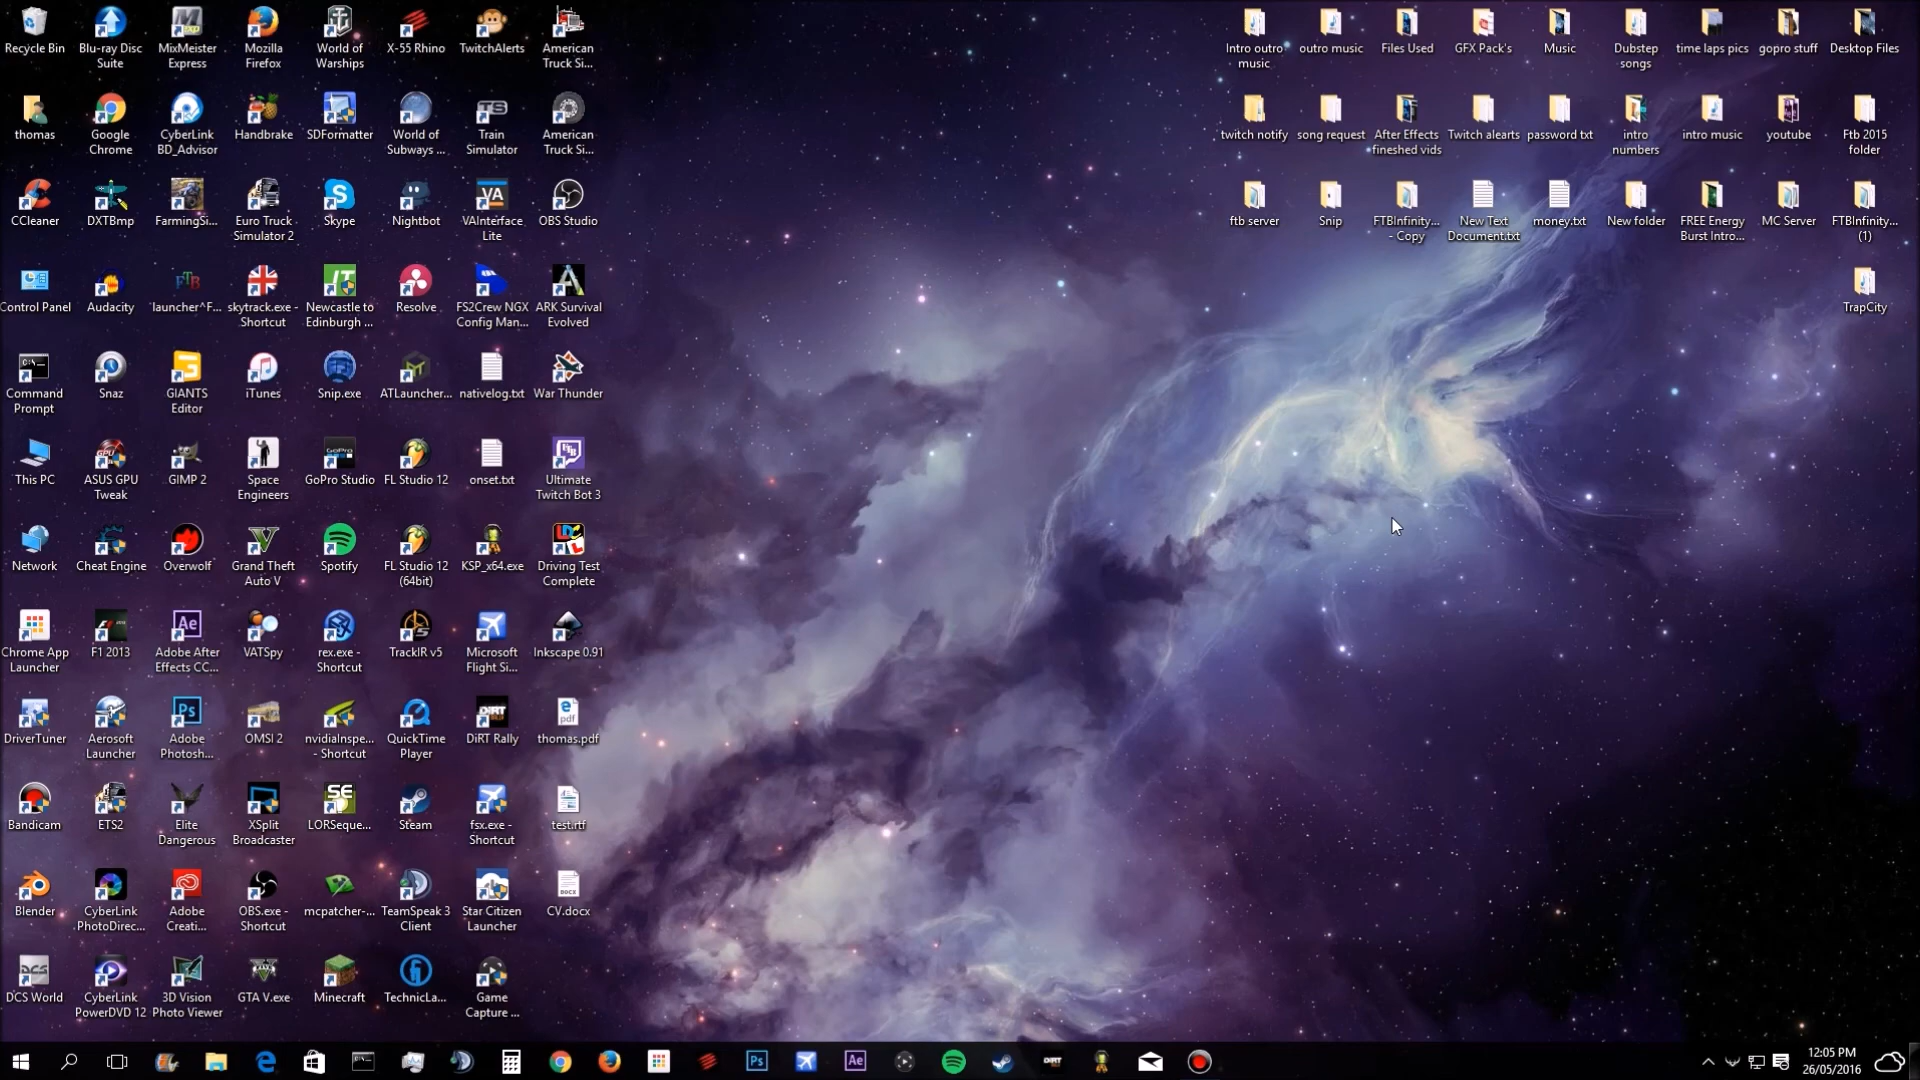 Recycle Bin
Blu-ray Disc
Suite
MixMeister
Express
Mozilla
Firefox
World of
Warships
X-55 Rhino
TwitchAlerts
American
Truck Si...
Intro outro
music
outro music
Files Used
GFX Pack's
Music
Dubstep
songs
time laps pics
gopro stuff
Desktop Files
thomas
Google
Chrome
CyberLink
BD_Advisor
Handbrake
SDFormatter
World of
Subways ...
Train
Simulator
American
Truck Si...
twitch notify
song request
After Effects
fineshed vids
Twitch alearts
password txt
intro
numbers
intro music
youtube
Ftb 2015
folder
CCleaner
DXTBmp
FarmingSi...
Euro Truck
Simulator 2
Skype
Nightbot
VAInterface
Lite
OBS Studio
ftb server
Snip
FTBInfinity...
- Copy
New Text
Document.txt
money.txt
New folder
FREE Energy
Burst Intro...
MC Server
FTBInfinity...
(1)
Control Panel
Audacity
launcher^F...
skytrack.exe -
Shortcut
Newcastle to
Edinburgh ...
Resolve
FS2Crew NGX
Config Man...
ARK Survival
Evolved
TrapCity
Command
Prompt
Snaz
GIANTS
Editor
iTunes
Snip.exe
ATLauncher...
nativelog.txt
War Thunder
This PC
ASUS GPU
Tweak
GIMP 2
Space
Engineers
GoPro Studio
FL Studio 12
onset.txt
Ultimate
Twitch Bot 3
Network
Cheat Engine
Overwolf
Grand Theft
Auto V
Spotify
FL Studio 12
(64bit)
KSP_x64.exe
Driving Test
Complete
Chrome App
Launcher
F1 2013
Adobe After
Effects CC...
VATSpy
rex.exe -
Shortcut
TrackIR v5
Microsoft
Flight Si...
Inkscape 0.91
DriverTuner
Aerosoft
Launcher
Adobe
Photosh...
OMSI 2
nvidiaInspe...
- Shortcut
QuickTime
Player
DiRT Rally
thomas.pdf
Bandicam
ETS2
Elite
Dangerous
XSplit
Broadcaster
LORSeque...
Steam
fsx.exe -
Shortcut
test.rtf
Blender
CyberLink
PhotoDirec...
Adobe
Creati...
OBS.exe -
Shortcut
mcpatcher-...
TeamSpeak 3
Client
Star Citizen
Launcher
CV.docx
DCS World
CyberLink
PowerDVD 12
3D Vision
Photo Viewer
GTA V.exe
Minecraft
TechnicLa...
Game
Capture ...
12:05 PM
26/05/2016